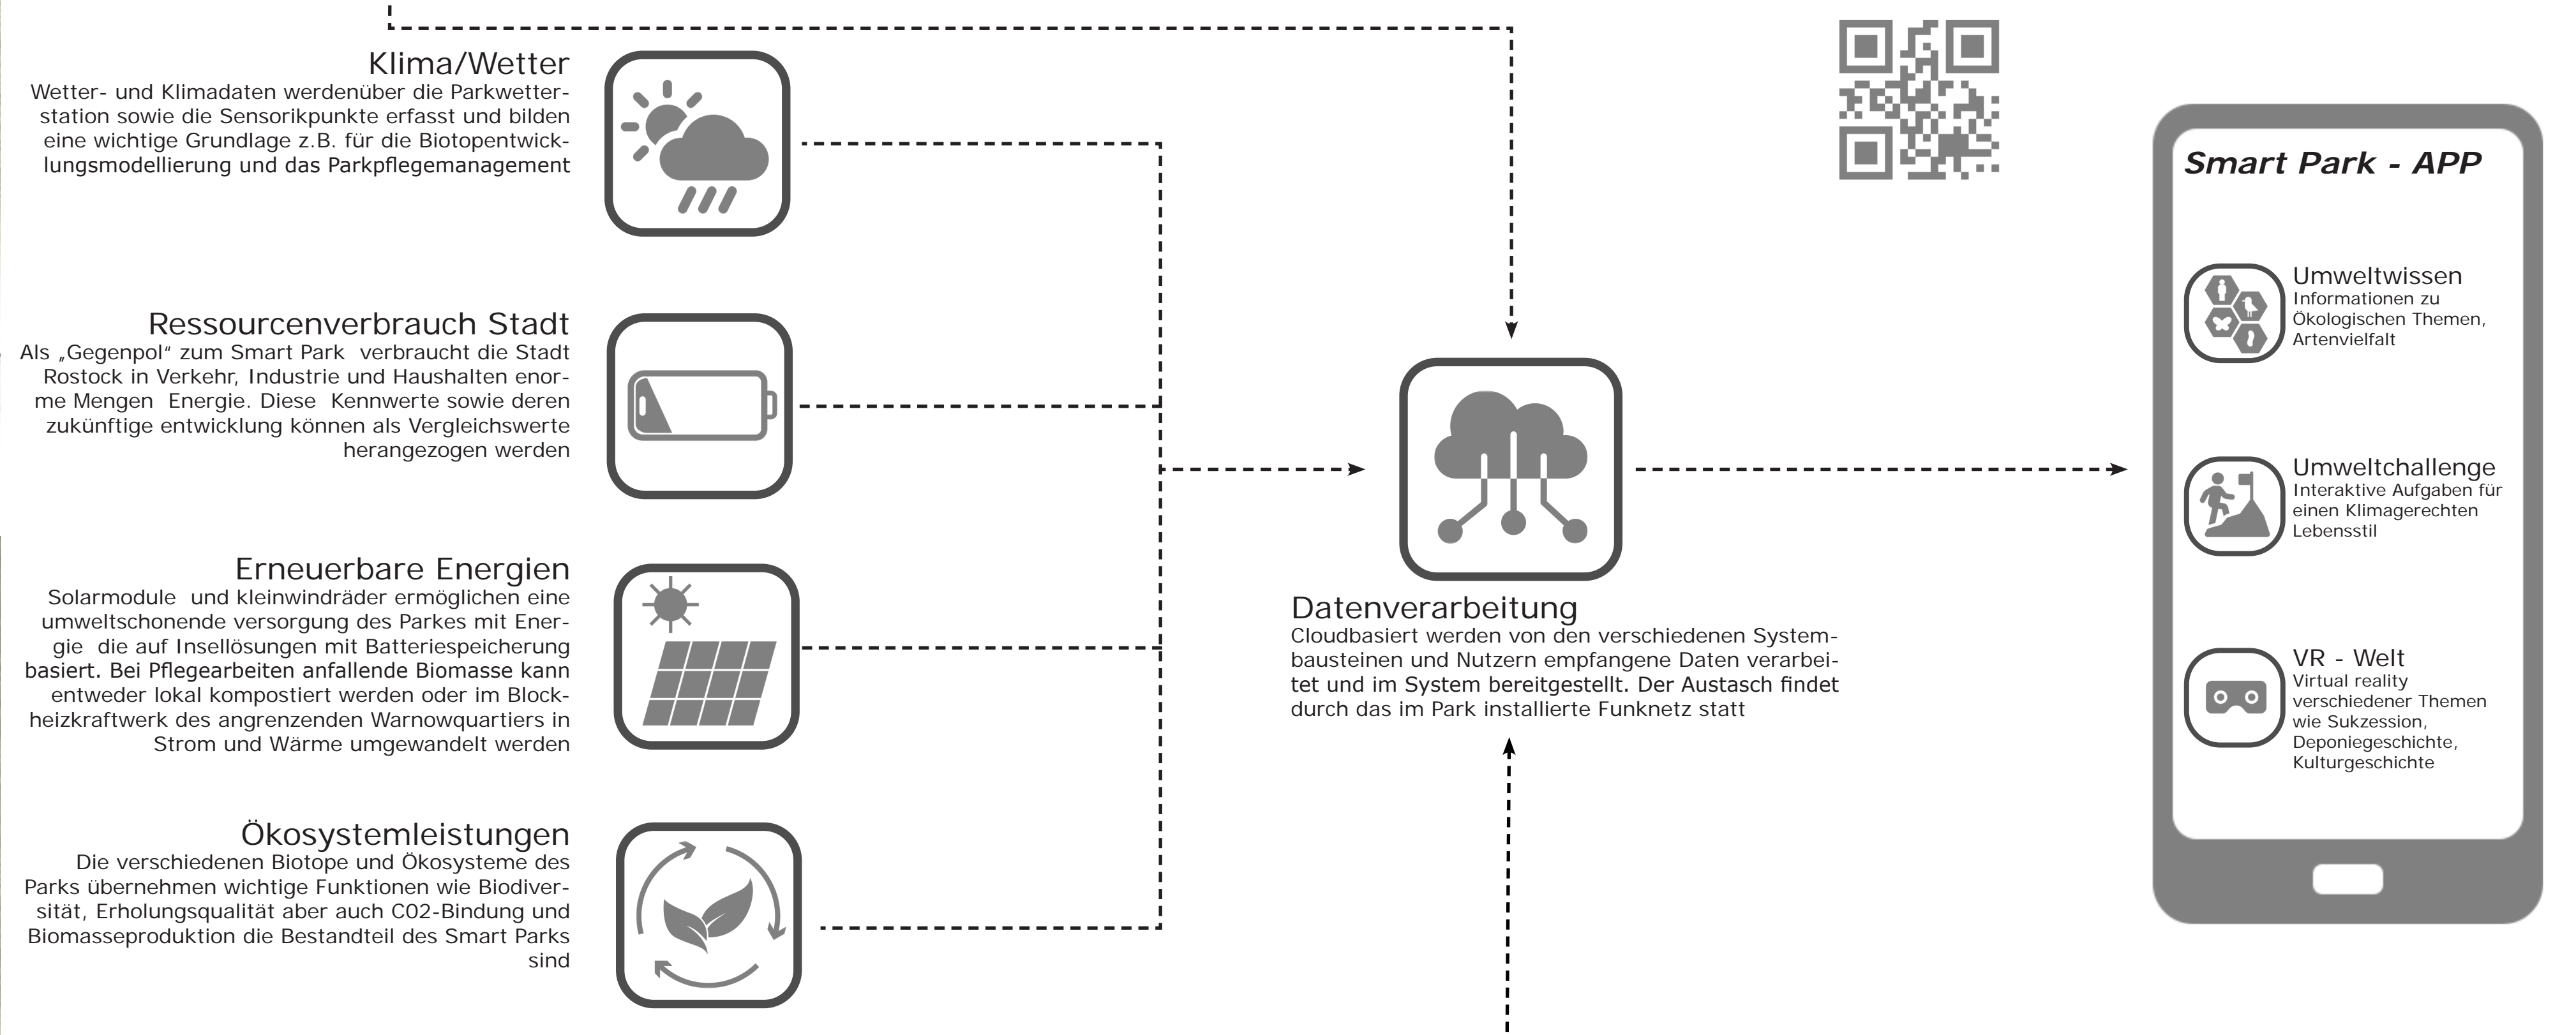 Klima/Wetter
Wetter- und Klimadaten werdenüber die Parkwetter-
station sowie die Sensorikpunkte erfasst und bilden
eine wichtige Grundlage z.B. für die Biotopentwick-
lungsmodellierung und das Parkpflegemanagement
Ressourcenverbrauch Stadt
Als „Gegenpol“ zum Smart Park verbraucht die Stadt
Rostock in Verkehr, Industrie und Haushalten enor-
me Mengen Energie. Diese Kennwerte sowie deren
zukünftige entwicklung können als Vergleichswerte
herangezogen werden
Erneuerbare Energien
Solarmodule und kleinwindräder ermöglichen eine
umweltschonende versorgung des Parkes mit Ener-
gie die auf Insellösungen mit Batteriespeicherung
basiert. Bei Pflegearbeiten anfallende Biomasse kann
entweder lokal kompostiert werden oder im Block-
heizkraftwerk des angrenzenden Warnowquartiers in
Strom und Wärme umgewandelt werden
Ökosystemleistungen
Die verschiedenen Biotope und Ökosysteme des
Parks übernehmen wichtige Funktionen wie Biodiver-
sität, Erholungsqualität aber auch C02-Bindung und
Biomasseproduktion die Bestandteil des Smart Parks
sind
Datenverarbeitung
Cloudbasiert werden von den verschiedenen System-
bausteinen und Nutzern empfangene Daten verarbei-
tet und im System bereitgestellt. Der Austasch findet
durch das im Park installierte Funknetz statt
Smart Park - APP
Umweltwissen
Informationen zu
Ökologischen Themen,
Artenvielfalt
Umweltchallenge
Interaktive Aufgaben für
einen Klimagerechten
Lebensstil
VR - Welt
Virtual reality
verschiedener Themen
wie Sukzession,
Deponiegeschichte,
Kulturgeschichte